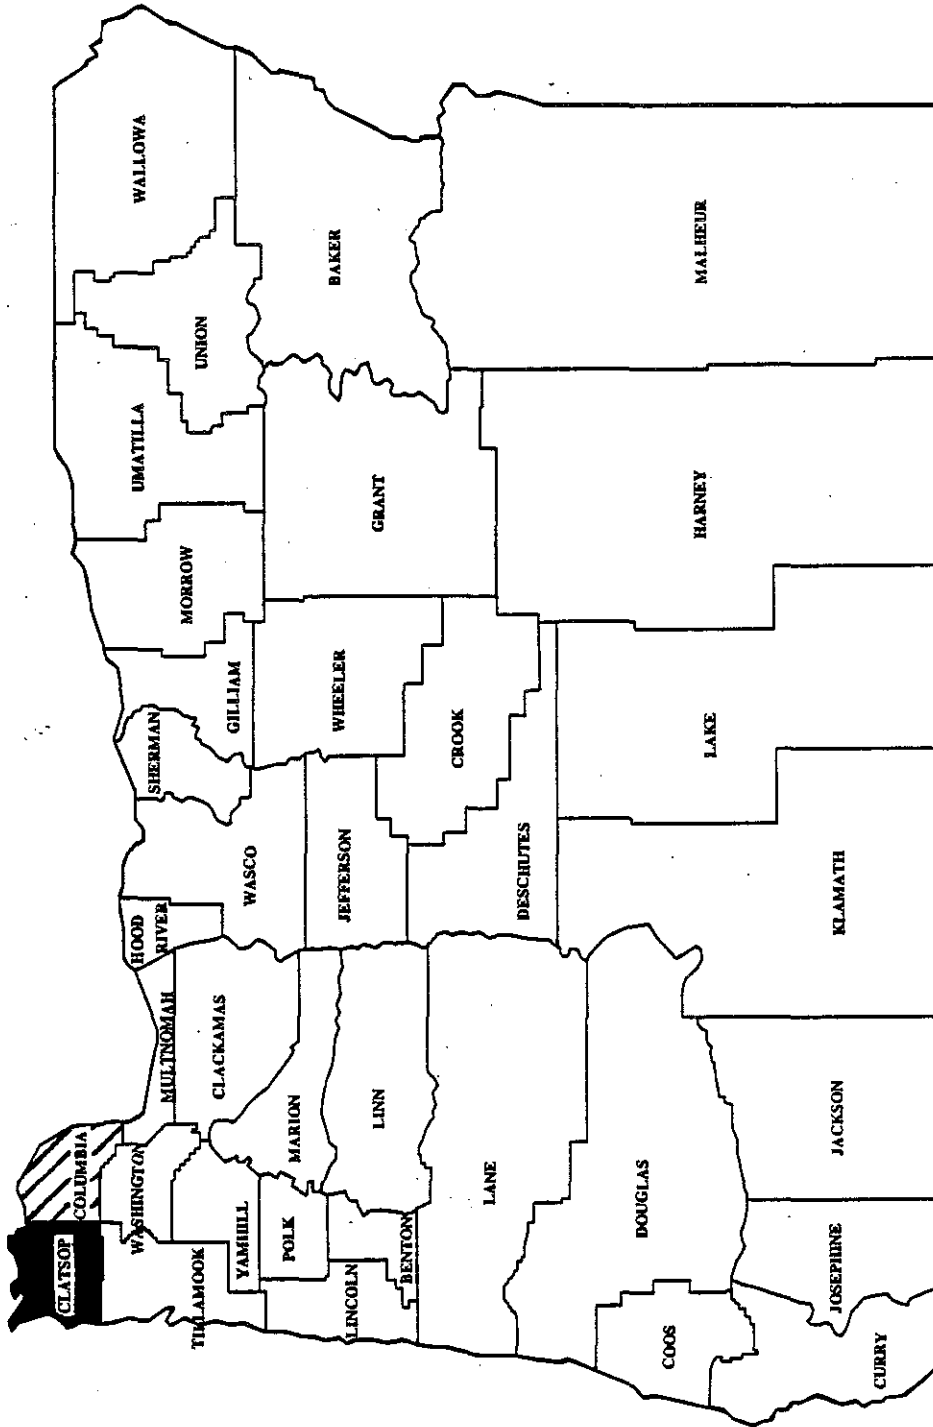 CLATSOP
COLUMBIA
TILLAMOOK
WASHINGTON
MULTNOMAH
HOOD
RIVER
SHERMAN
GILLIAM
MORROW
UMATILLA
UNION
WALLOWA
YAMHILL
CLACKAMAS
WASCO
POLK
MARION
LINCOLN
BENTON
LINN
JEFFERSON
WHEELER
GRANT
BAKER
LANE
DESCHUTES
CROOK
COOS
DOUGLAS
KLAMATH
LAKE
HARNEY
MALHEUR
CURRY
JOSEPHINE
JACKSON